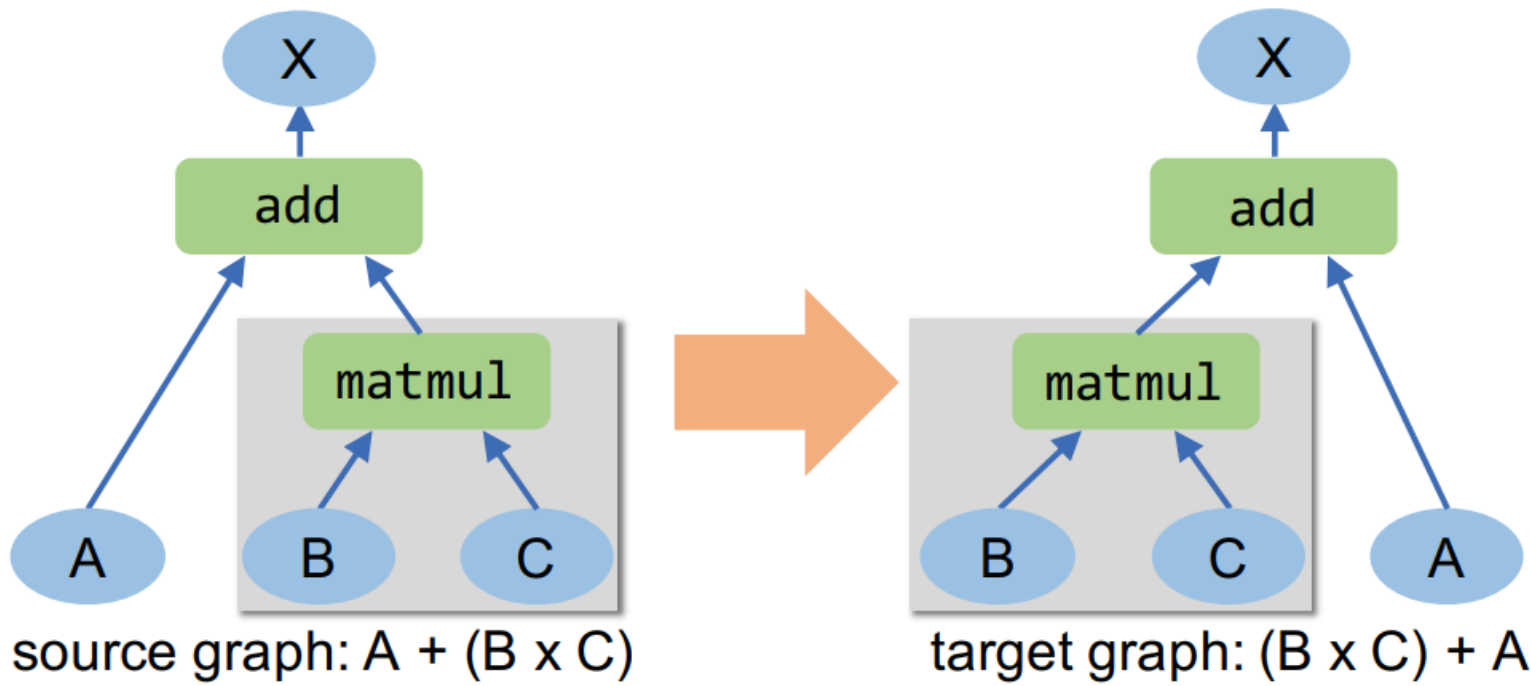 X
X
add
add
matmul
matmul
A
B
C
B
C
A
source graph: A + (B x C)
target graph: (B x C) + A